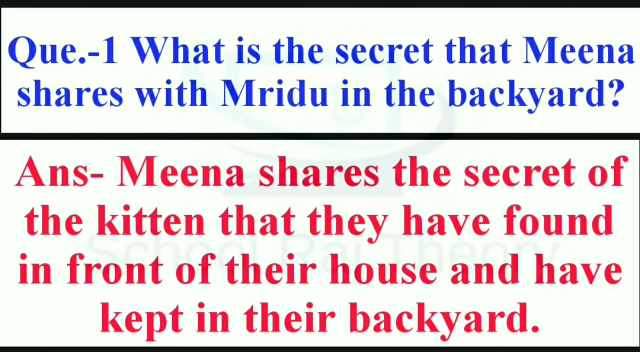 Que.-1 What is the secret that Meena
shares with Mridu in the backyard?
Ans- Meena shares the secret of
the kitten that they have found
in front of their house and have
kept in their backyard.